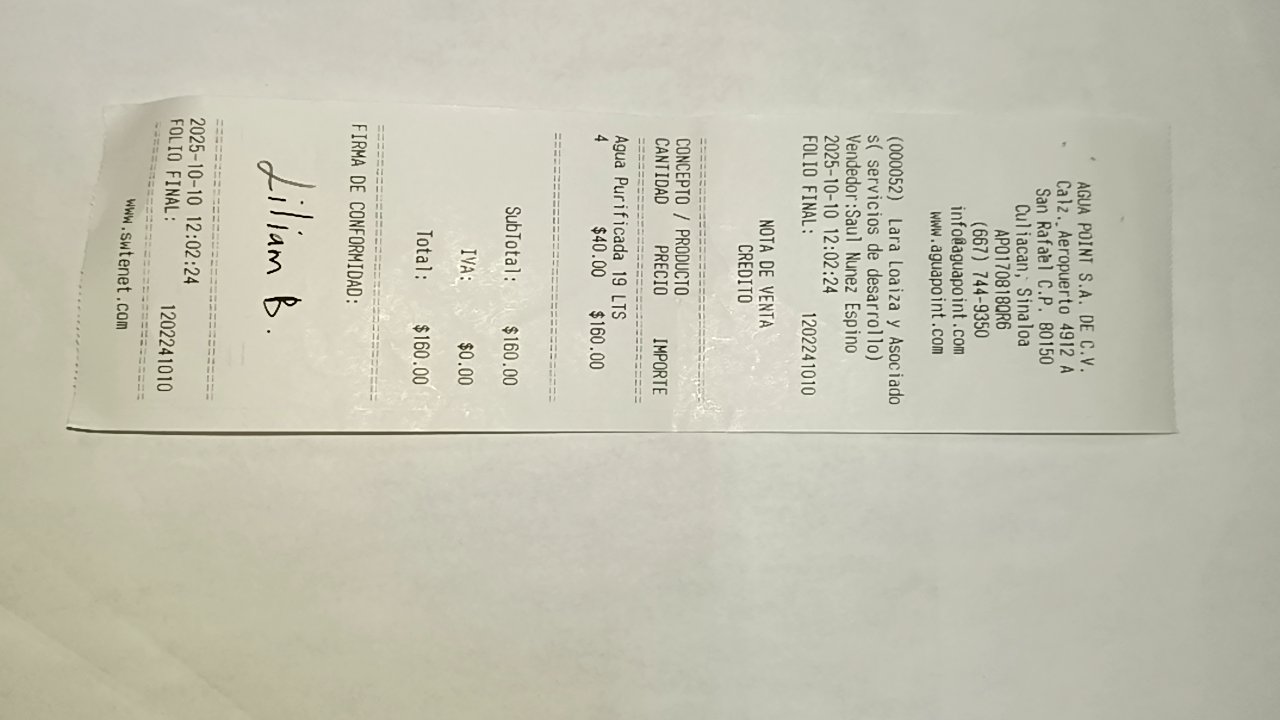 AGUA POINT S.A. DE C.V.
Calz. Aeropuerto 4912 A
San Rafael C.P. 80150
Culiacan, Sinaloa
APO1708180R6
(667) 744-9350
info@aguapoint.com
www.aguapoint.com
(000052) Lara Loaiza y Asociado
s( servicios de desarrollo)
Vendedor:Saul Nunez Espino
2025-10-10 12:02:24
FOLIO FINAL: 1202241010
NOTA DE VENTA
CREDITO
CONCEPTO / PRODUCTO
CANTIDAD PRECIO IMPORTE
Agua Purificada 19 LTS
4 $40.00 $160.00
SubTotal: $160.00
IVA: $0.00
Total: $160.00
FIRMA DE CONFORMIDAD:
Lilliam B.
2025-10-10 12:02:24
FOLIO FINAL: 1202241010
www.swtenet.com